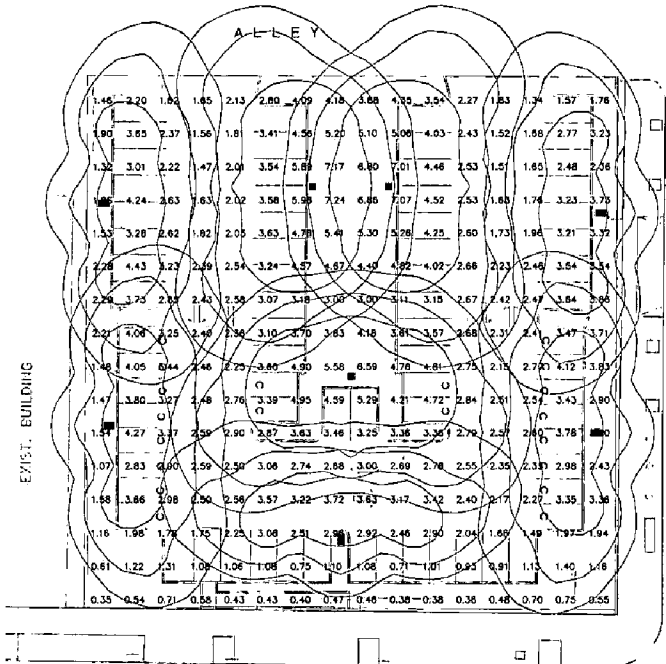 ALLEY
1.46 2.20 1.82 1.65 2.13 2.80 4.09 4.18 3.88 4.35 3.54 2.27 1.63 1.34 1.57 1.76
1.90 3.65 2.37 1.56 1.81 3.41 4.56 5.20 5.10 5.06 4.03 2.43 1.52 1.68 2.77 3.23
1.32 3.01 2.22 1.47 2.01 3.54 5.89 7.17 6.80 7.01 4.46 2.53 1.65 2.48
4.24 2.63 1.63 2.02 3.58 5.98 7.24 6.86 7.07 4.52 2.53 1.63 1.76 3.23 3.75
1.53 3.28 2.62 1.82 2.05 3.63 4.78 5.41 5.30 5.26 4.25 2.60 1.73 1.96 3.21 3.32
2.28 4.43 3.23 2.39 2.54 3.24 4.57 4.67 4.40 4.82 4.02 2.66 2.23 2.46 3.54 3.54
2.29 3.73 2.85 2.43 2.58 3.07 3.18 3.00 3.00 3.11 3.15 2.67 2.42 2.47 3.64
2.21 4.06 3.25 2.49 2.36 3.10 3.70 3.83 4.18 3.61 3.57 2.68 2.31 2.41 3.47 3.71
1.48 4.05 2.48 2.25 3.66 4.90 5.58 6.59 4.76 4.81 2.75 2.15 4.12 3.83
1.47 3.80 3.27 2.48 2.76 3.39 4.95 4.59 5.29 4.21 4.72 2.84 2.51 2.54 3.43 2.90
1.54 4.27 2.59 2.90 2.87 3.63 3.46 3.25 3.36 3.38 2.79 2.57 2.60 3.78
1.07 2.83 2.59 2.50 3.08 2.74 2.88 3.00 2.69 2.78 2.55 2.35 2.33 2.98 2.43
1.58 3.66 2.98 2.50 2.56 3.57 3.22 3.72 3.63 3.17 3.42 2.40 2.17 2.27 3.35 3.36
1.16 1.98 1.79 1.75 2.25 3.08 2.51 2.98 2.92 2.46 2.90 2.04 1.66 1.49 1.97 1.94
0.61 1.22 1.31 1.08 1.06 1.08 0.75 1.10 1.08 0.71 1.01 0.93 0.91 1.13 1.40 1.18
0.35 0.54 0.71 0.58 0.43 0.43 0.40 0.47 0.46 0.38 0.38 0.36 0.48 0.70 0.75 0.55
EXIST. BUILDING